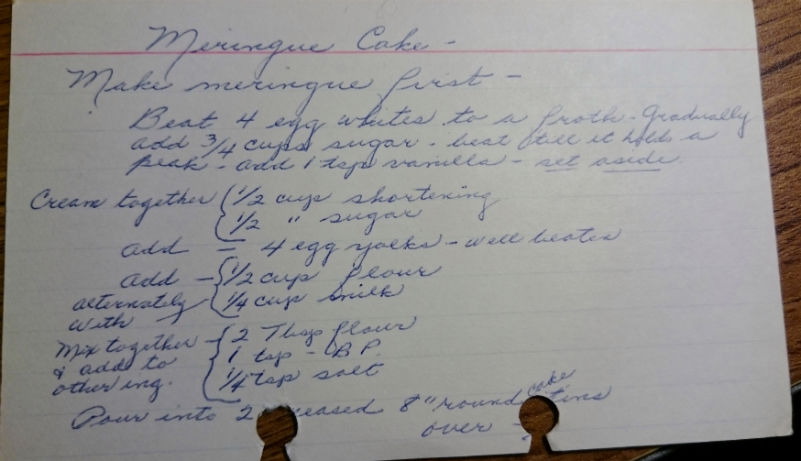 Meringue Cake -
Make meringue first -
Beat 4 egg whites to a froth - Gradually
add 3/4 cups sugar - beat till it holds a
peak - add 1 tsp vanilla - set aside
Cream together { 1/2 cup shortening
1/2 " sugar
add = 4 egg yolks - well beaten
add - { 1/2 cup flour
alternately 1/4 cup milk
with
Mix together - { 2 Tbsp flour
& add to 1 tsp - B.P.
other ing. 1/4 tsp salt
Pour into 2 8" round cake tins
over